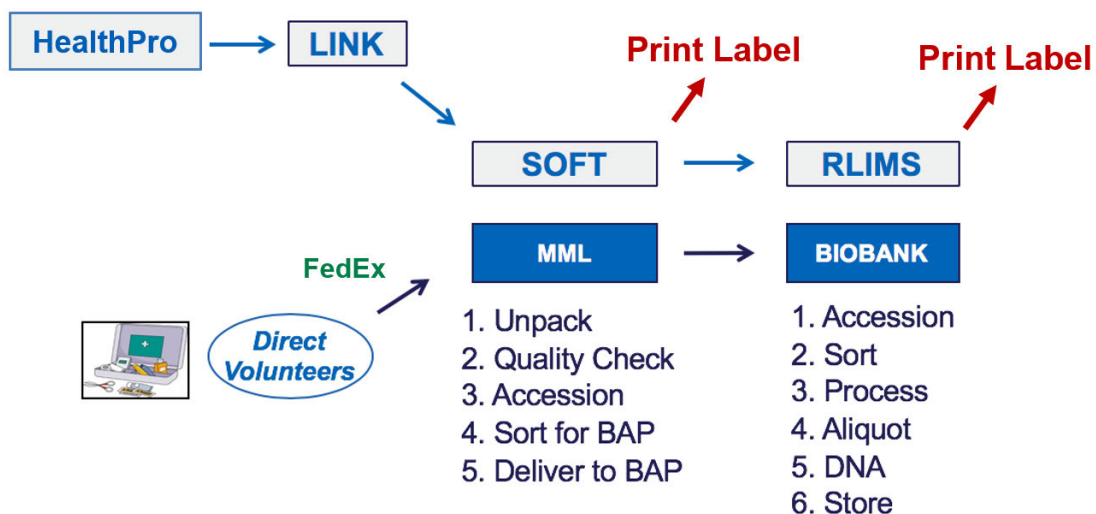 HealthPro
LINK
Print Label
Print Label
SOFT
RLIMS
MML
BIOBANK
FedEx
Direct
Volunteers
1. Unpack
2. Quality Check
3. Accession
4. Sort for BAP
5. Deliver to BAP
1. Accession
2. Sort
3. Process
4. Aliquot
5. DNA
6. Store